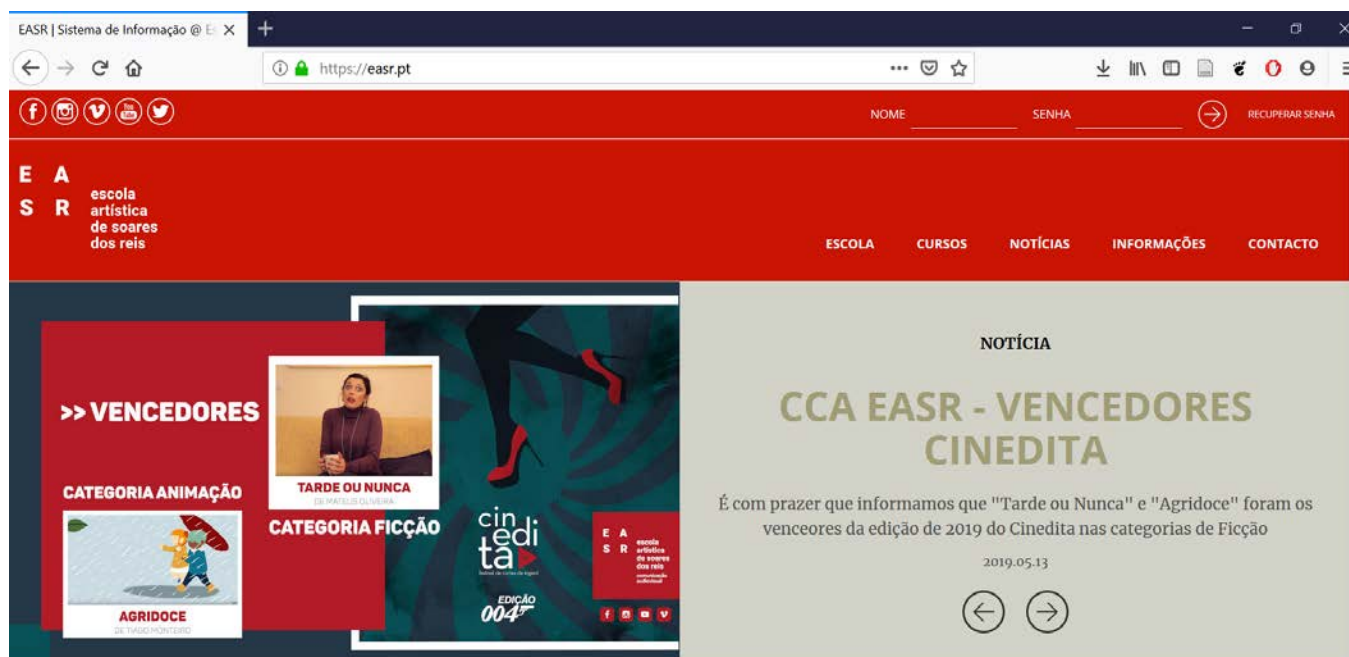 EASR | Sistema de Informação @ Es
https://easr.pt
NOME
SENHA
RECUPERAR SENHA
E A
S R
escola
artística
de soares
dos reis
ESCOLA CURSOS NOTÍCIAS INFORMAÇÕES CONTACTO
>> VENCEDORES
TARDE OU NUNCA
DE MATEUS OLIVEIRA
CATEGORIA ANIMAÇÃO
CATEGORIA FICÇÃO
AGRIDOCE
DE TIAGO MONTEIRO
cin
edi
ta
EDIÇÃO
004
E A
S R
escola
artística
de soares
dos reis
comunicação
audiovisual
NOTÍCIA
CCA EASR - VENCEDORES
CINEDITA
É com prazer que informamos que "Tarde ou Nunca" e "Agridoce" foram os
venceores da edição de 2019 do Cinedita nas categorias de Ficção
2019.05.13